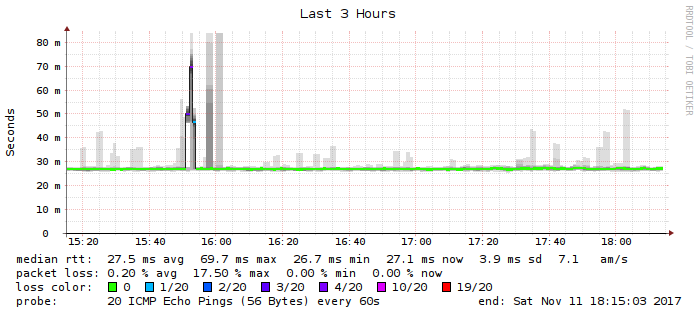 Last 3 Hours
RRDTOOL / TOBI OETIKER
Seconds
80 m
70 m
60 m
50 m
40 m
30 m
20 m
10 m
0
15:20 15:40 16:00 16:20 16:40 17:00 17:20 17:40 18:00
median rtt: 27.5 ms avg 69.7 ms max 26.7 ms min 27.1 ms now 3.9 ms sd 7.1 am/s
packet loss: 0.20 % avg 17.50 % max 0.00 % min 0.00 % now
loss color: 0 1/20 2/20 3/20 4/20 10/20 19/20
probe: 20 ICMP Echo Pings (56 Bytes) every 60s end: Sat Nov 11 18:15:03 2017